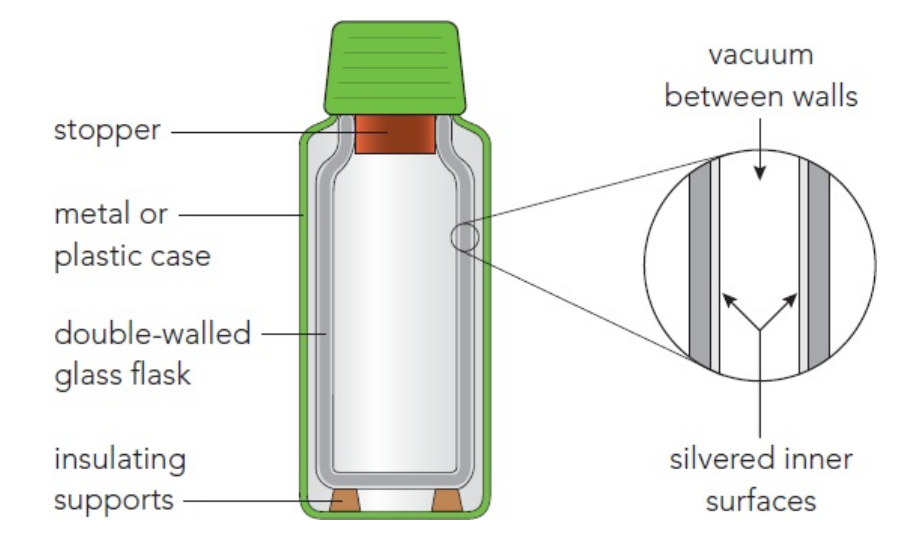 stopper
metal or
plastic case
double-walled
glass flask
insulating
supports
vacuum
between walls
silvered inner
surfaces